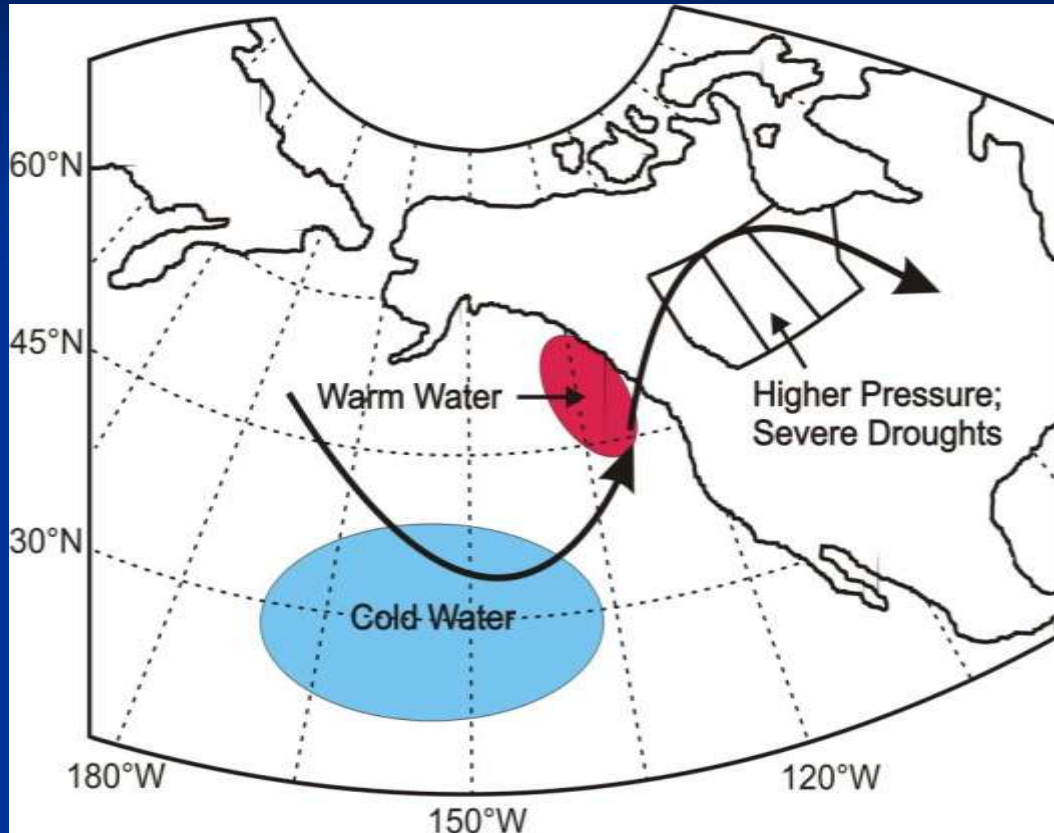 60°N
45°N
Warm Water
Higher Pressure;
Severe Droughts
30°N
Cold Water
180°W
120°W
150°W